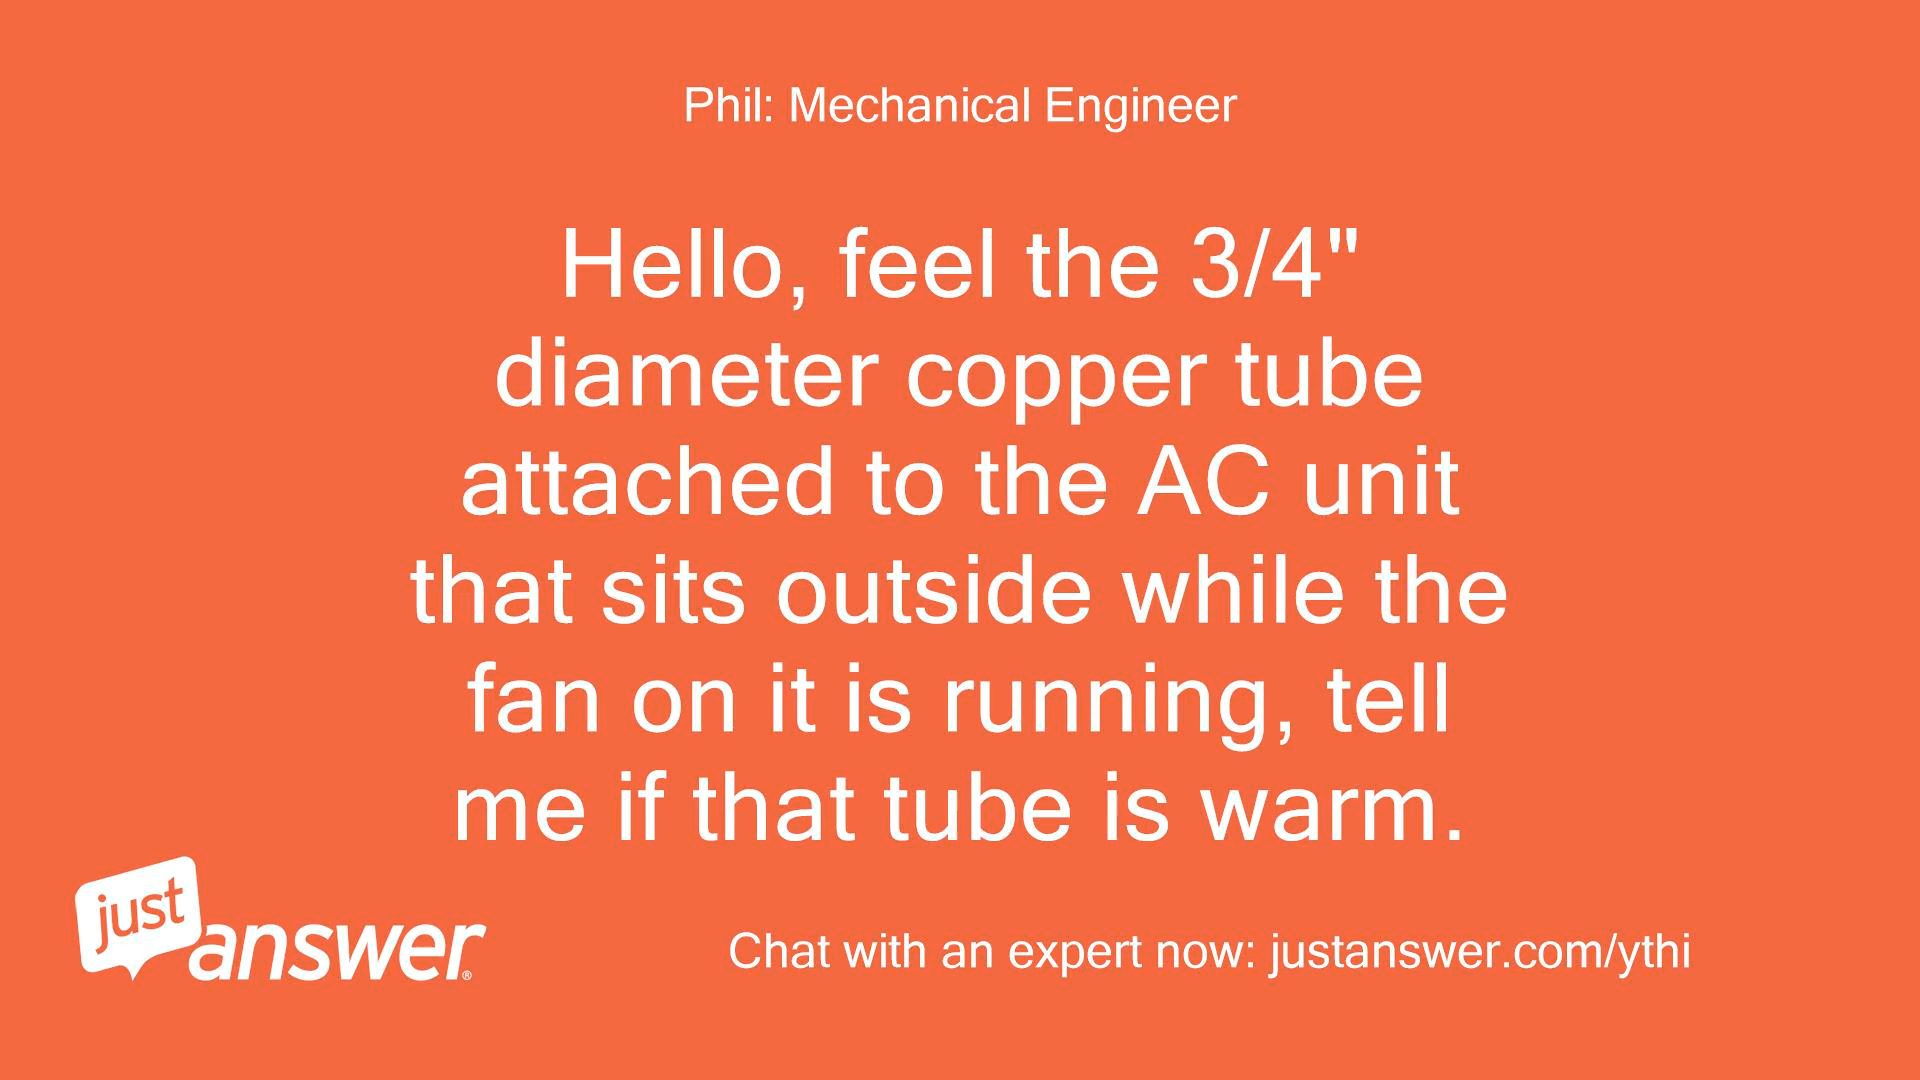 Phil: Mechanical Engineer
Hello, feel the 3/4"
diameter copper tube
attached to the AC unit
that sits outside while the
fan on it is running, tell
me if that tube is warm.
just
answer®
Chat with an expert now: justanswer.com/ythi